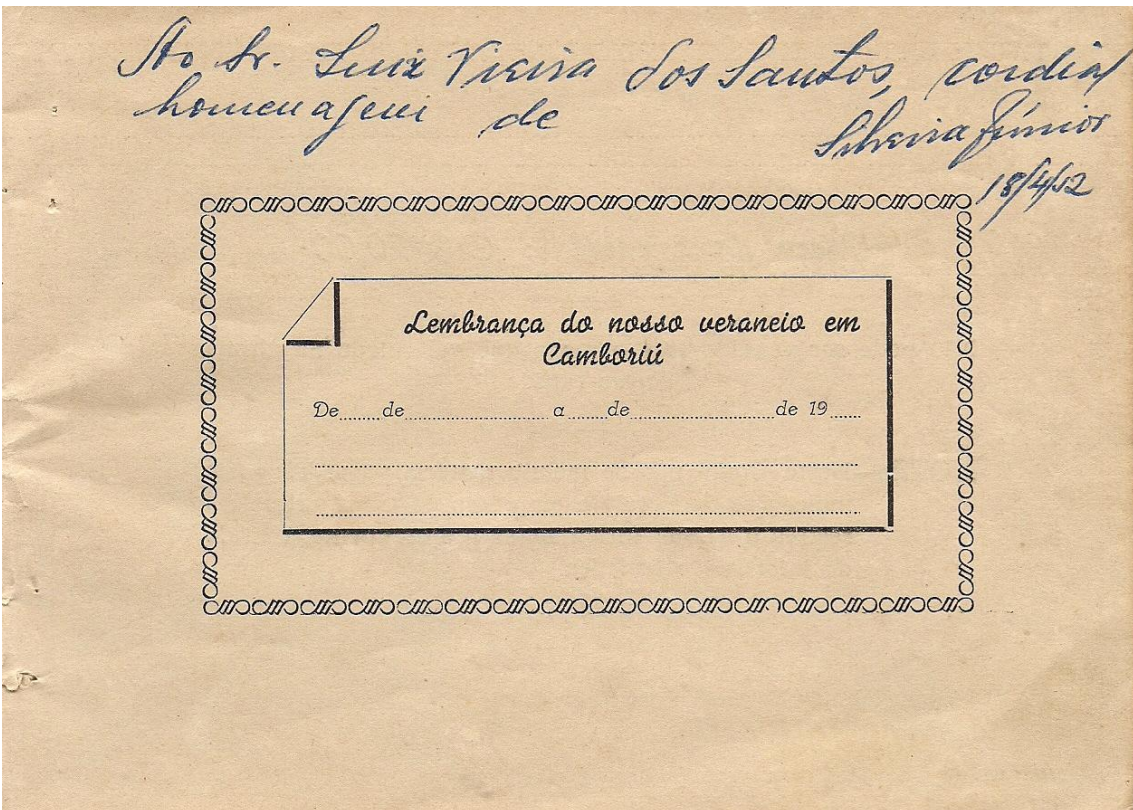 Ao Sr. Luiz Vieira dos Santos, cordial
homenagem de Silveira Júnior
18/4/52
Lembrança do nosso veraneio em
Camboriú
De......de..........................a......de..........................de 19......